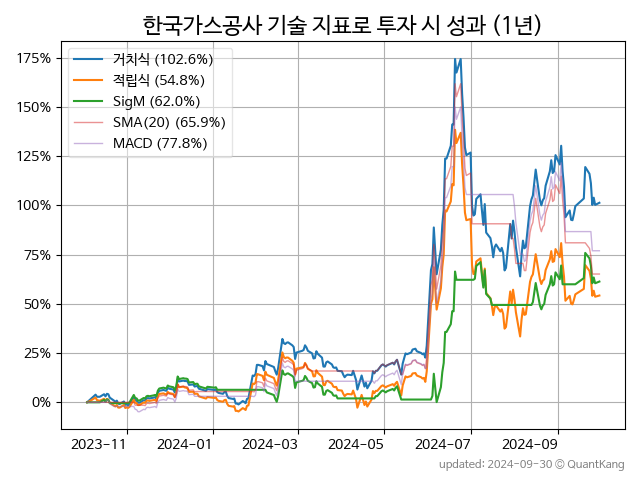 한국가스공사 기술 지표로 투자 시 성과 (1년)
거치식 (102.6%)
적립식 (54.8%)
SigM (62.0%)
SMA(20) (65.9%)
MACD (77.8%)
175%
150%
125%
100%
75%
50%
25%
0%
2023-11
2024-01
2024-03
2024-05
2024-07
2024-09
updated: 2024-09-30 © QuantKang